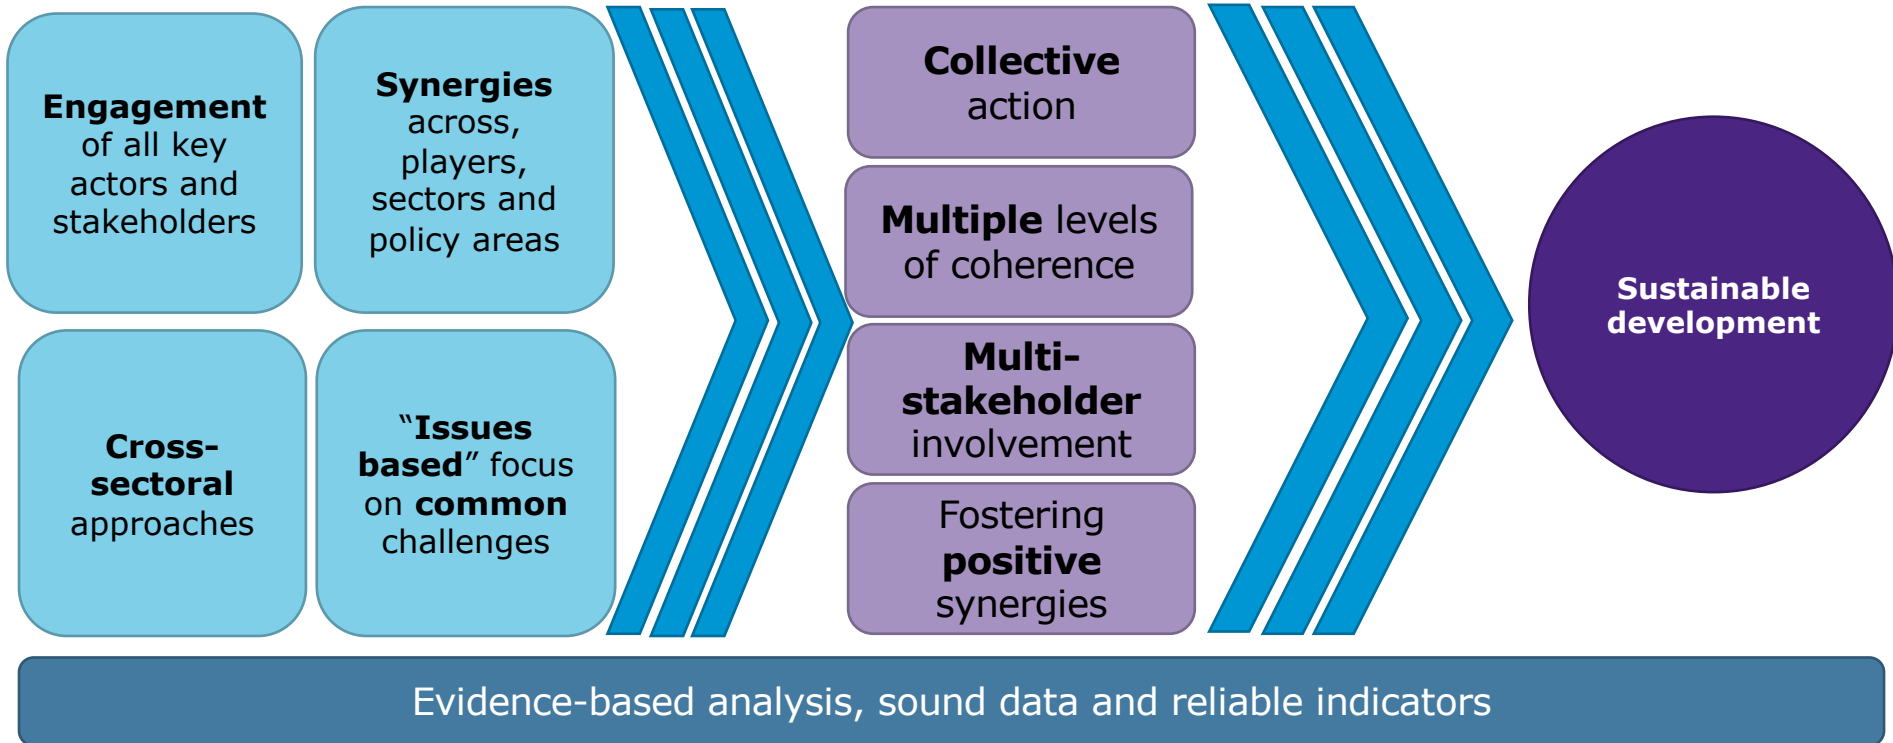 Engagement
of all key
actors and
stakeholders
Synergies
across,
players,
sectors and
policy areas
Cross-
sectoral
approaches
“Issues
based” focus
on common
challenges
Collective
action
Multiple levels
of coherence
Multi-
stakeholder
involvement
Fostering
positive
synergies
Sustainable
development
Evidence-based analysis, sound data and reliable indicators